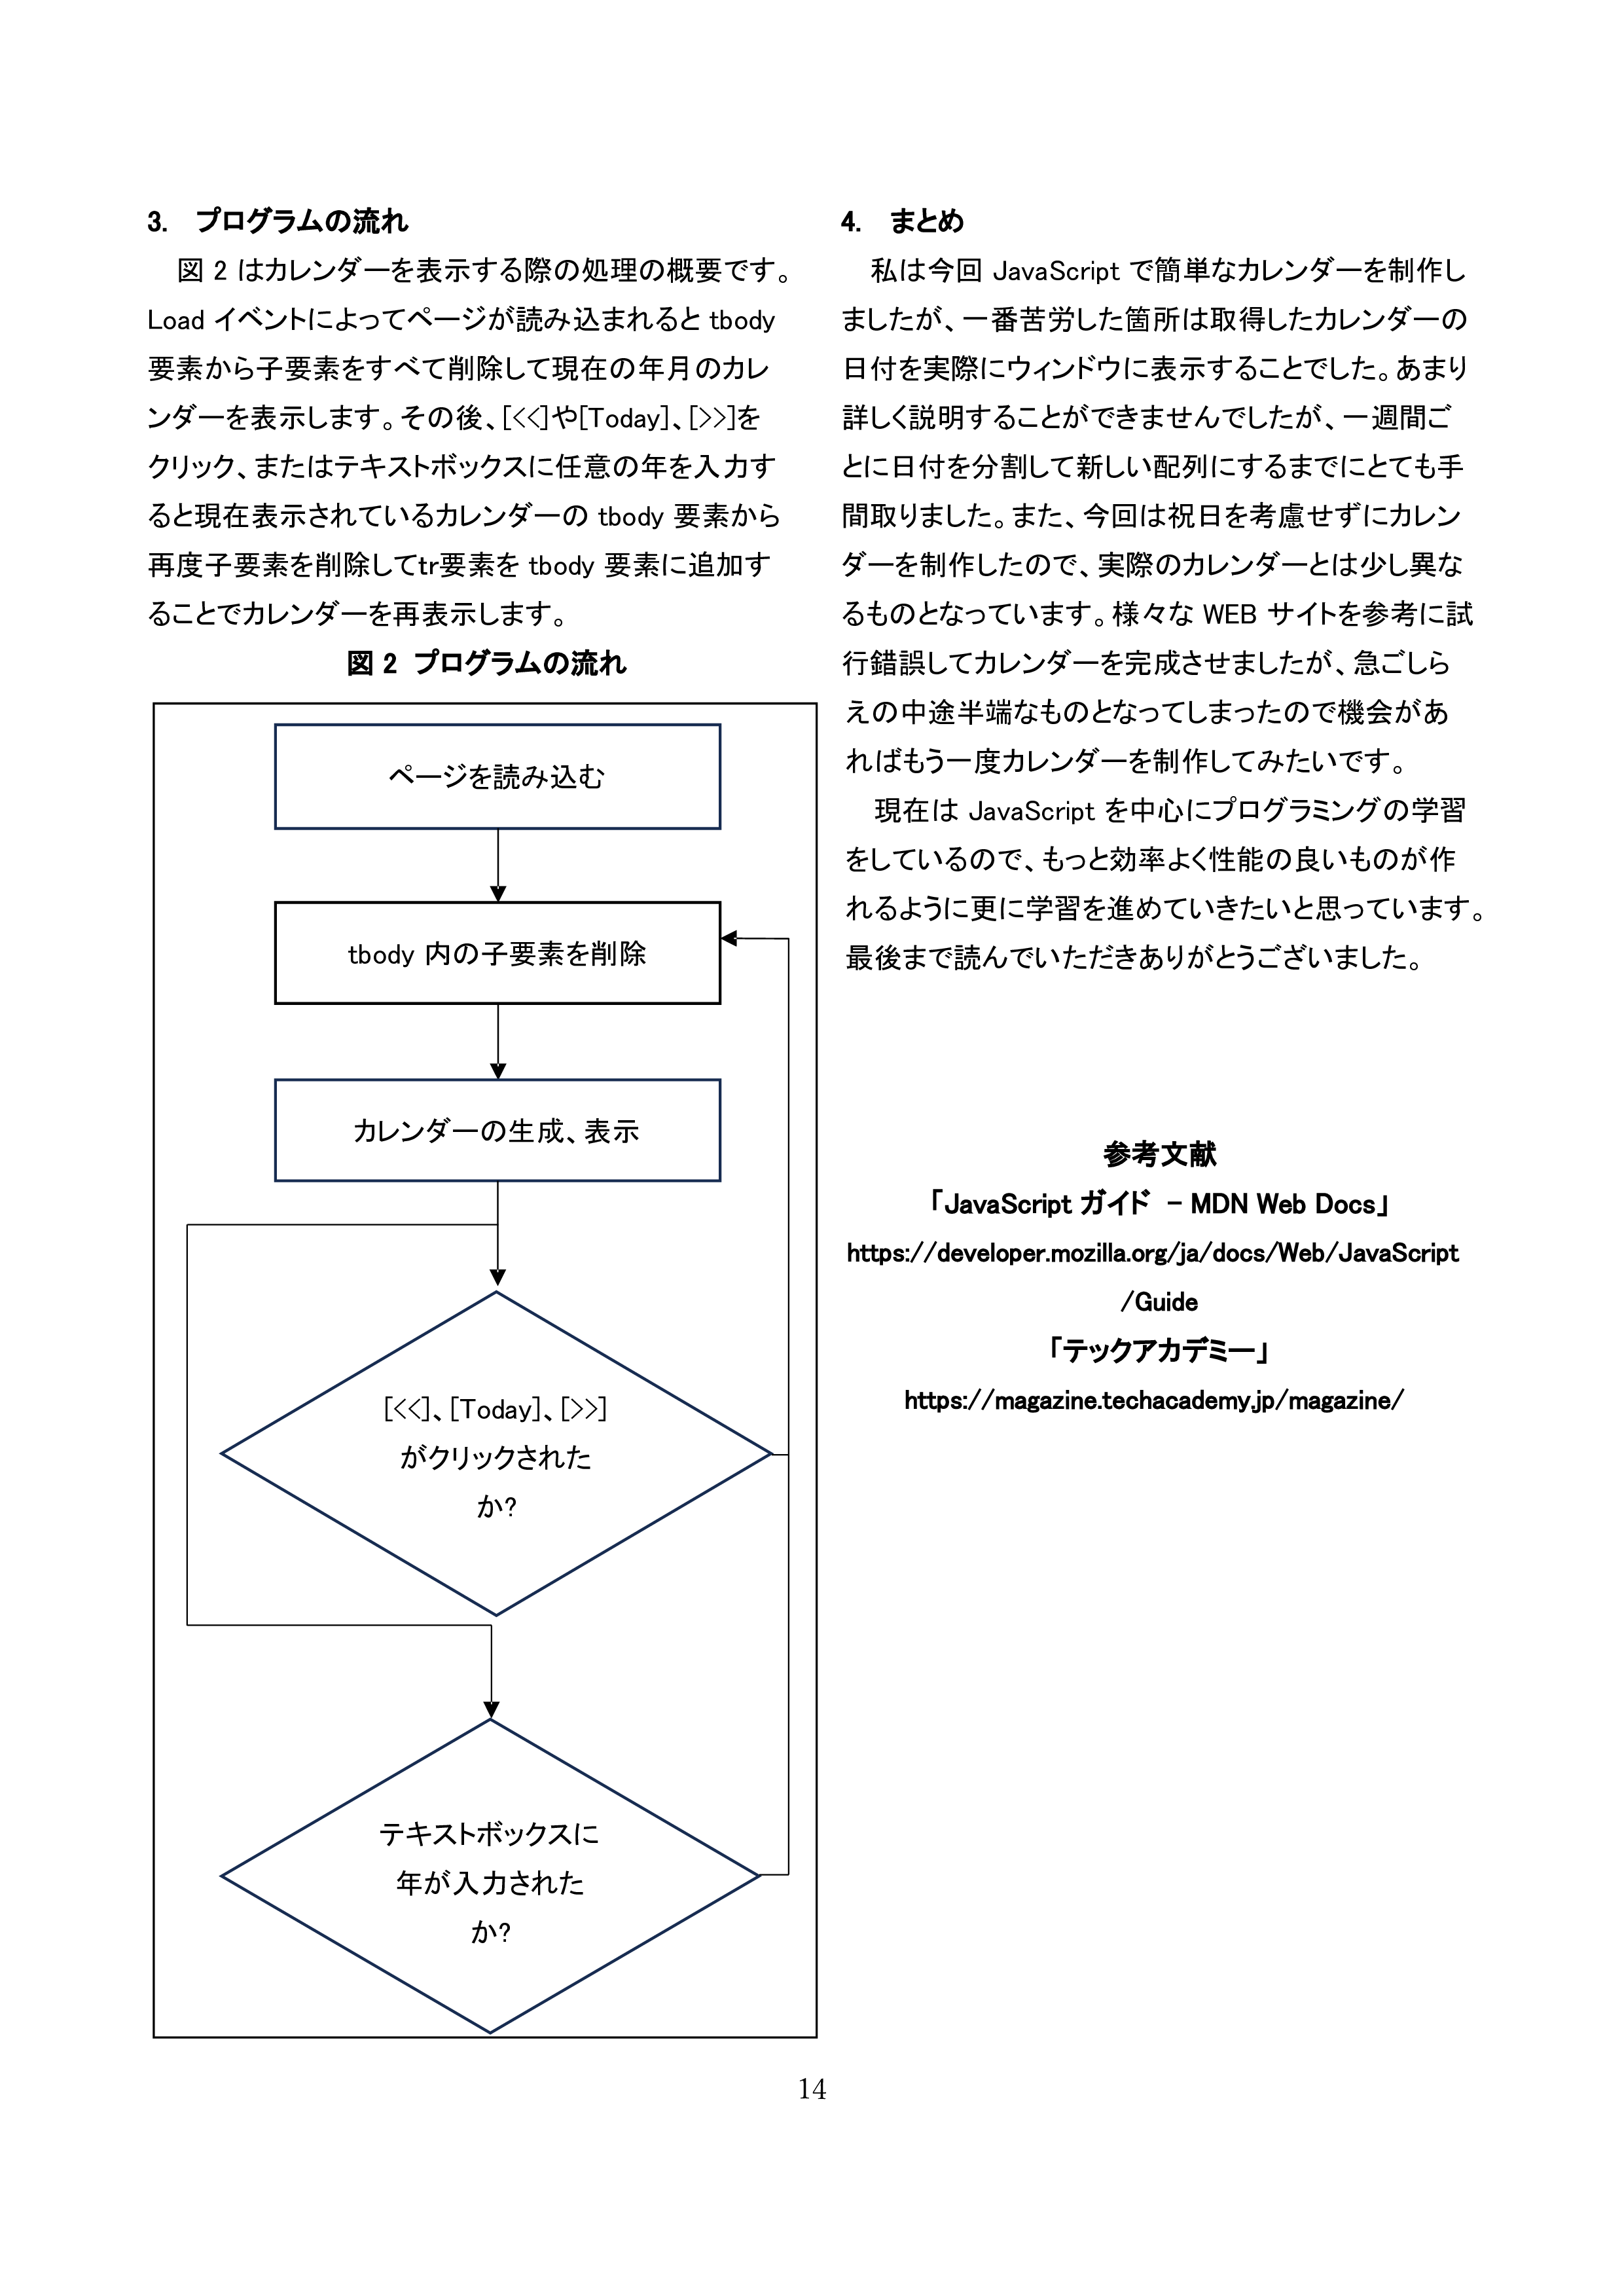 3. プログラムの流れ
図 2 はカレンダーを表示する際の処理の概要です。
Load イベントによってページが読み込まれると tbody
要素から子要素をすべて削除して現在の年月のカレ
ンダーを表示します。その後、[<<]や[Today]、[>>]を
クリック、またはテキストボックスに任意の年を入力す
ると現在表示されているカレンダーの tbody 要素から
再度子要素を削除してtr要素を tbody 要素に追加す
ることでカレンダーを再表示します。
図 2 プログラムの流れ
ページを読み込む
tbody 内の子要素を削除
カレンダーの生成、表示
[<<]、[Today]、[>>]
がクリックされた
か?
テキストボックスに
年が入力された
か?
4. まとめ
私は今回 JavaScript で簡単なカレンダーを制作し
ましたが、一番苦労した箇所は取得したカレンダーの
日付を実際にウィンドウに表示することでした。あまり
詳しく説明することができませんでしたが、一週間ご
とに日付を分割して新しい配列にするまでにとても手
間取りました。また、今回は祝日を考慮せずにカレン
ダーを制作したので、実際のカレンダーとは少し異な
るものとなっています。様々な WEB サイトを参考に試
行錯誤してカレンダーを完成させましたが、急ごしら
えの中途半端なものとなってしまったので機会があ
ればもう一度カレンダーを制作してみたいです。
現在は JavaScript を中心にプログラミングの学習
をしているので、もっと効率よく性能の良いものが作
れるように更に学習を進めていきたいと思っています。
最後まで読んでいただきありがとうございました。
参考文献
「JavaScript ガイド - MDN Web Docs」
https://developer.mozilla.org/ja/docs/Web/JavaScript
/Guide
「テックアカデミー」
https://magazine.techacademy.jp/magazine/
14